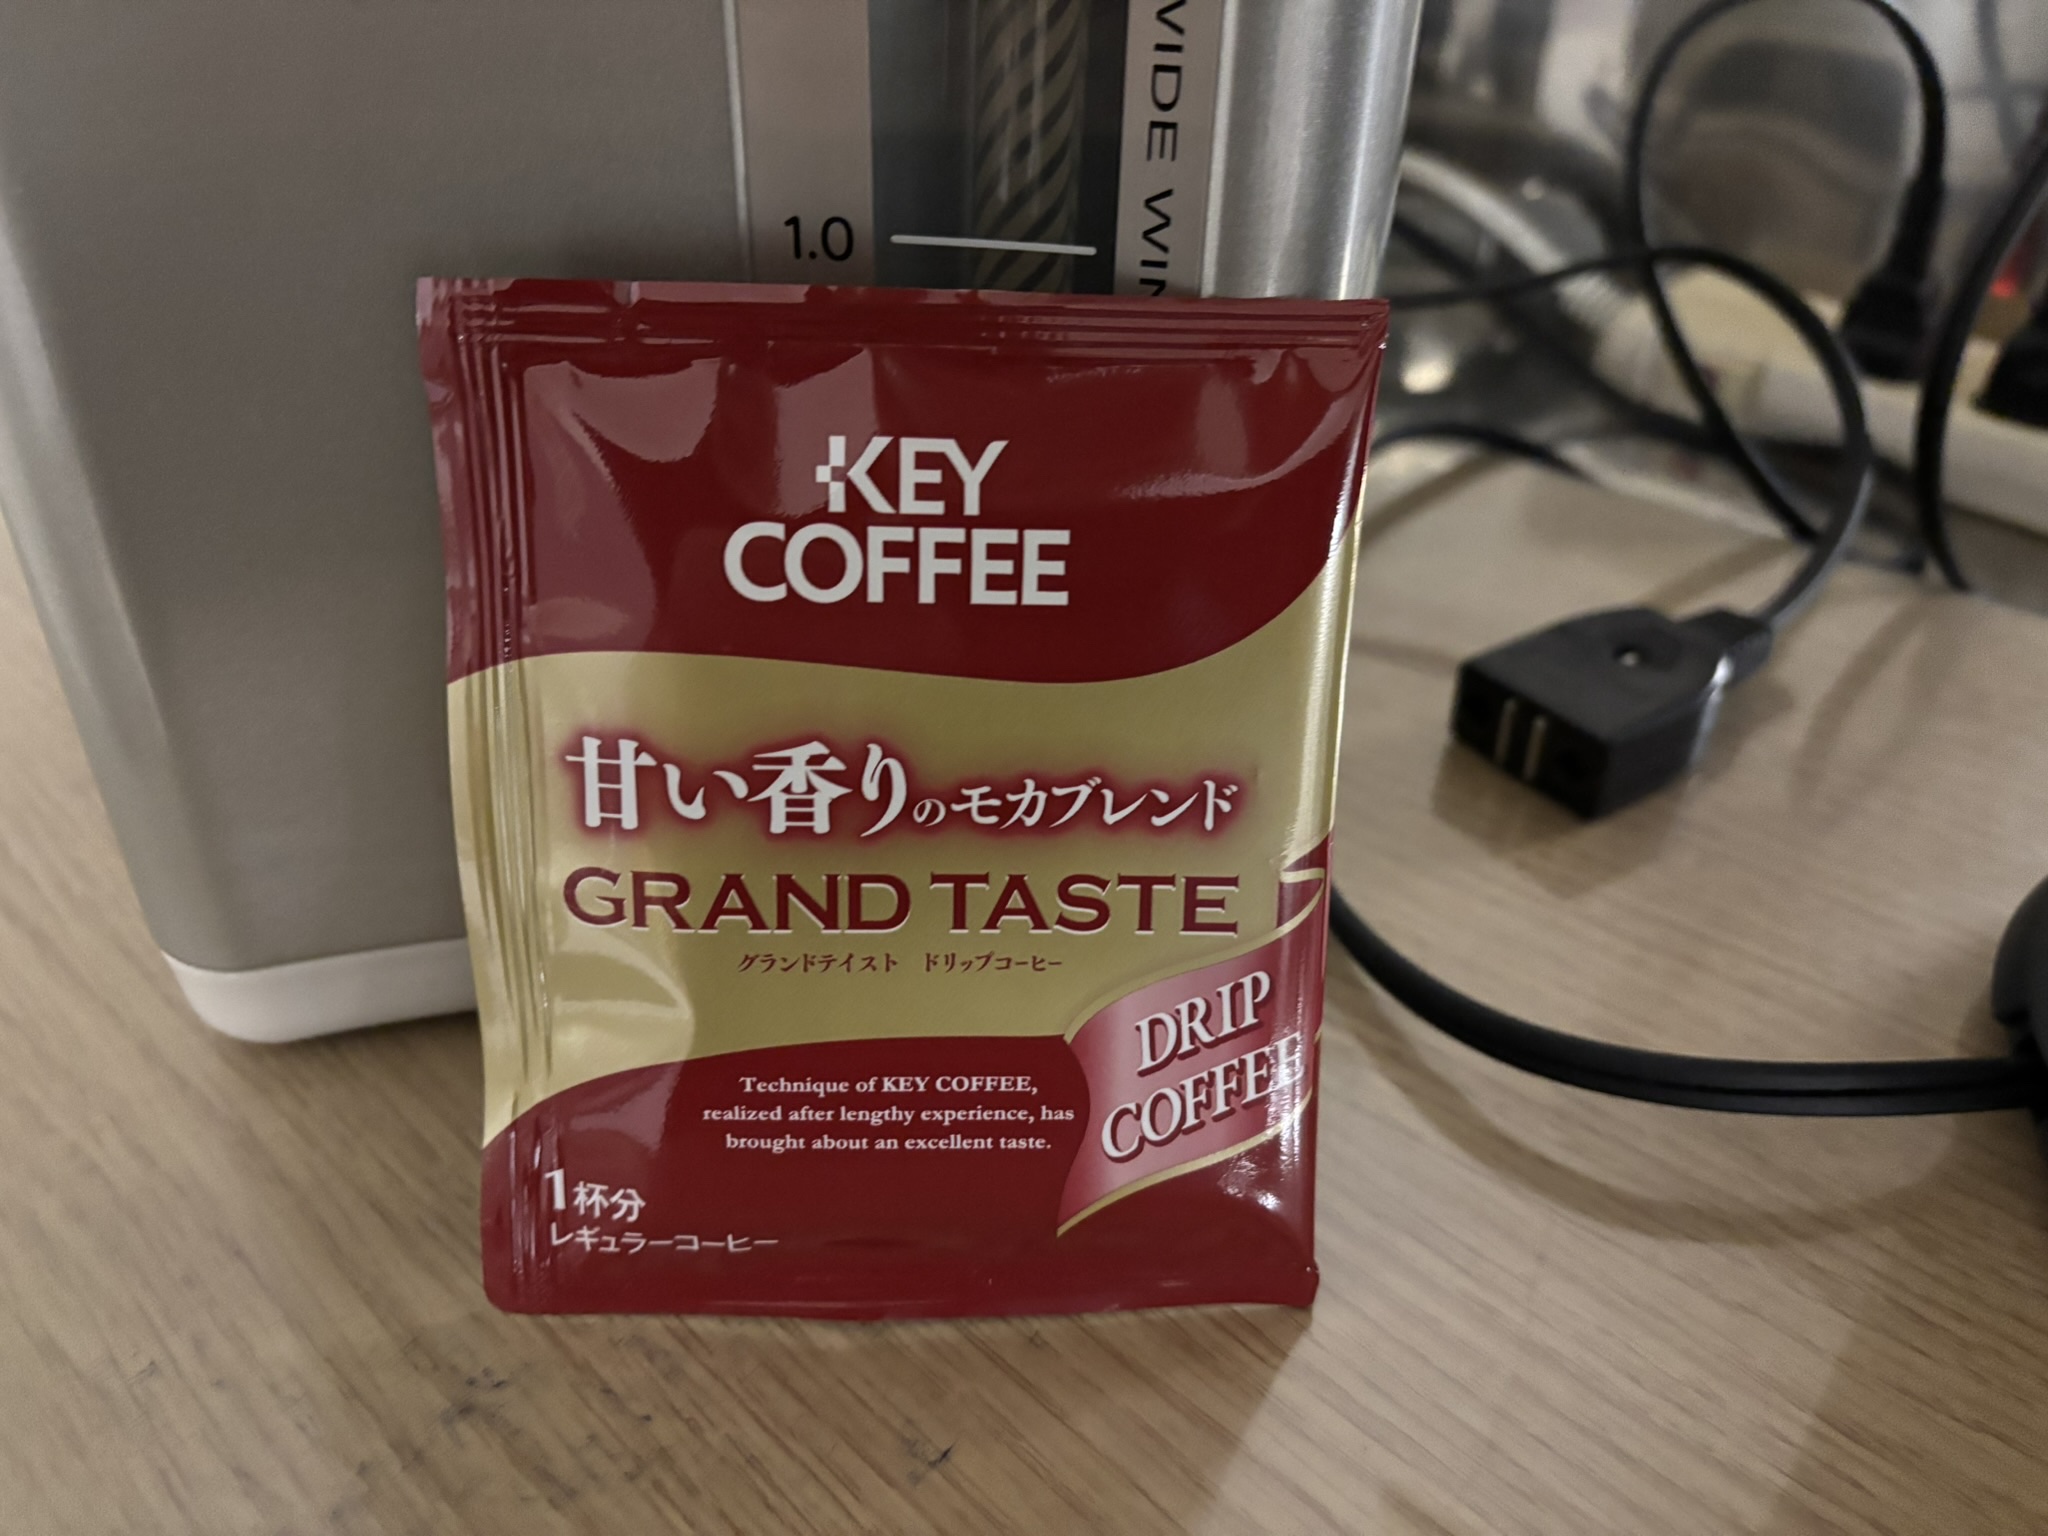 WIDE WIN
1.0
KEY
COFFEE
甘い香りのモカブレンド
GRAND TASTE
グランドテイスト ドリップコーヒー
DRIP
COFFEE
Technique of KEY COFFEE,
realized after lengthy experience, has
brought about an excellent taste.
1杯分
レギュラーコーヒー